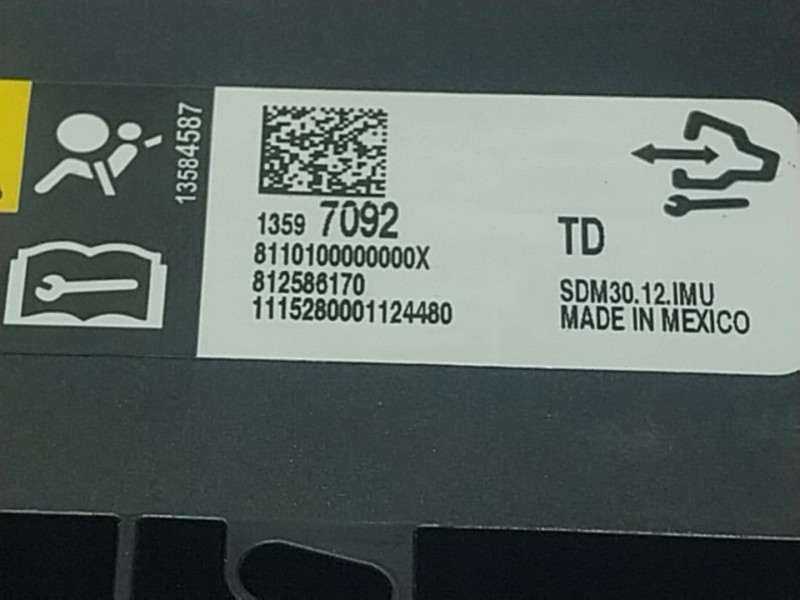 13584587
1359 7092
8110100000000X
812586170
1115280001124480
TD
SDM30.12.IMU
MADE IN MEXICO